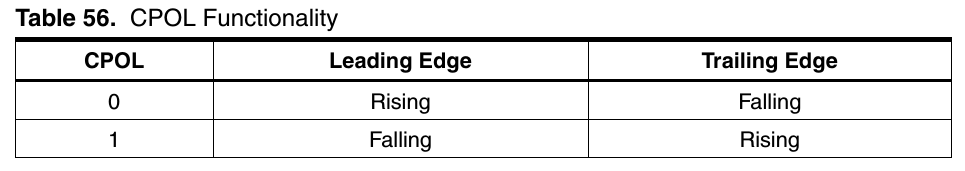 Table 56. CPOL Functionality
CPOL Leading Edge Trailing Edge
0 Rising Falling
1 Falling Rising